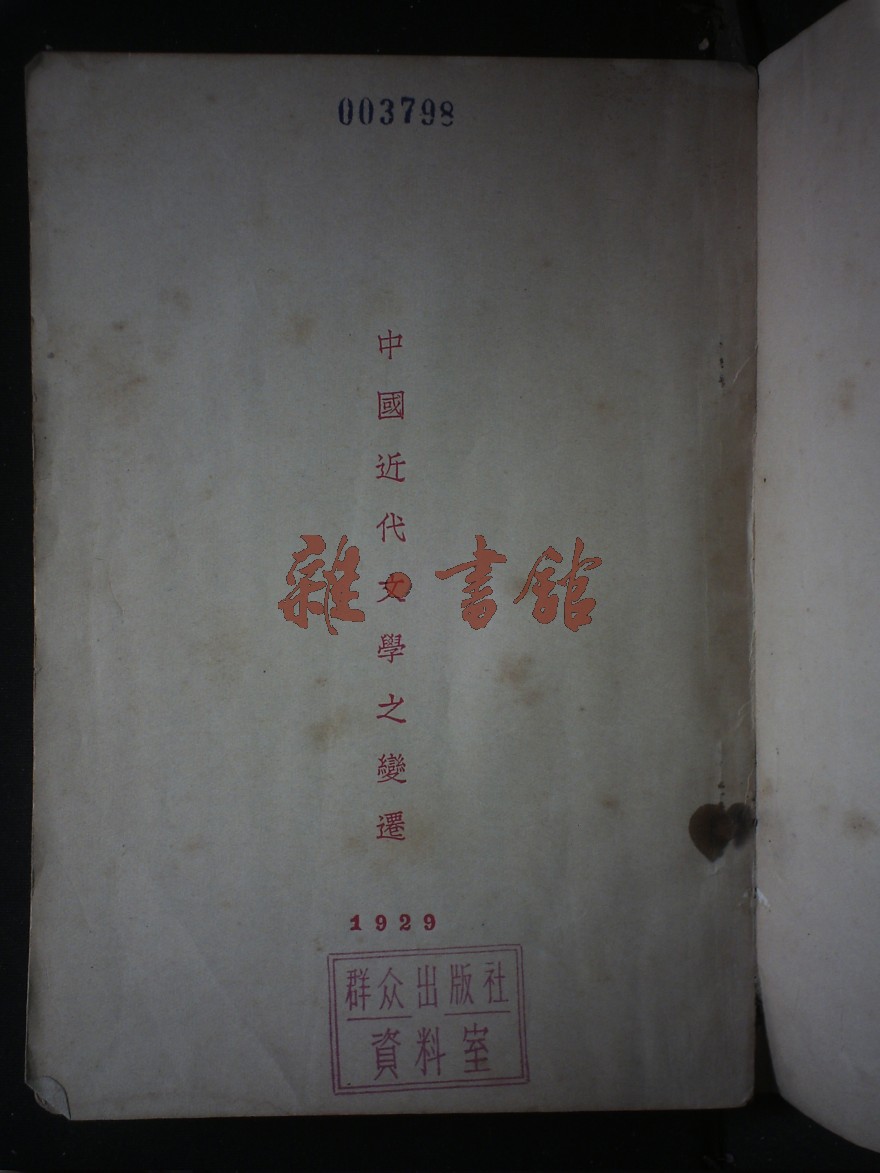 003798
中國近代文學之變遷
雜·書館
1929
群众出版社
資料室